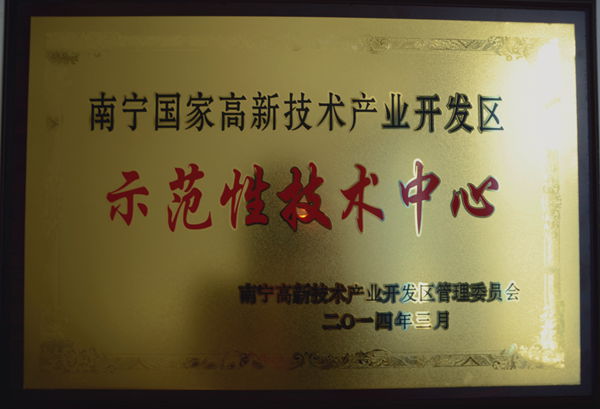 南宁国家高新技术产业开发区
示范性技术中心
南宁高新技术产业开发区管理委员会
二〇一四年三月